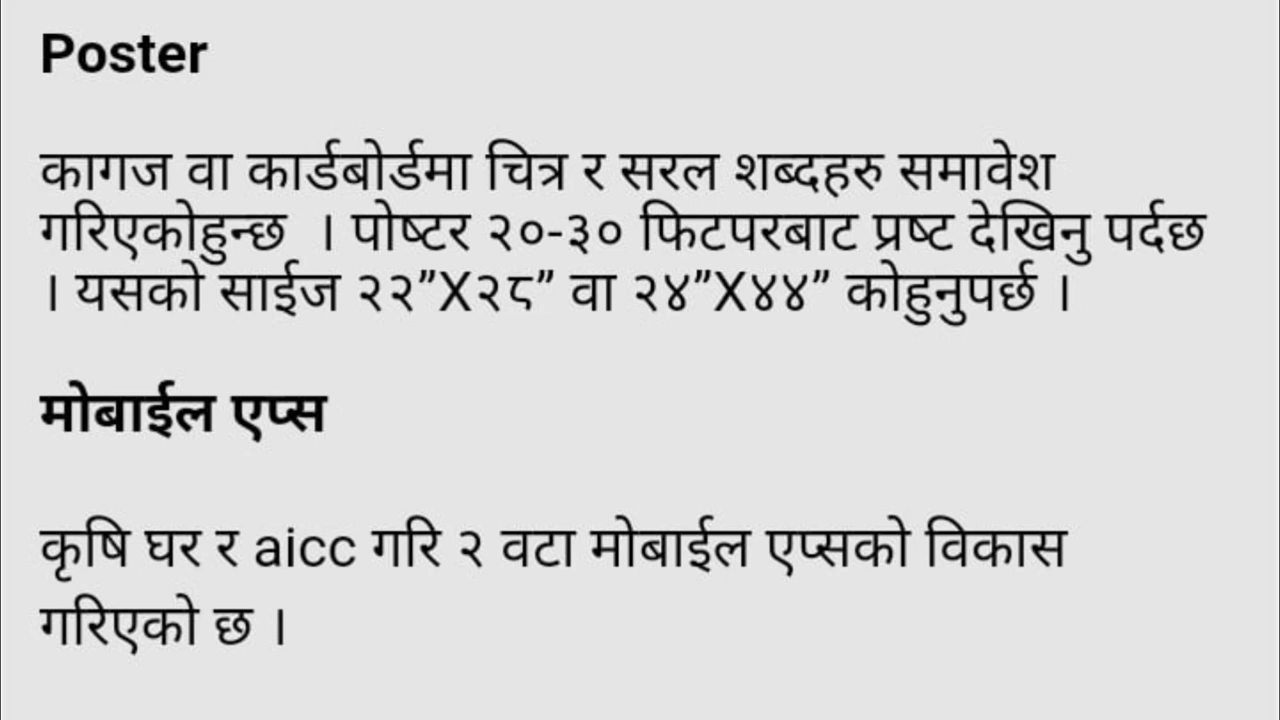 Poster
कागज वा कार्डबोर्डमा चित्र र सरल शब्दहरु समावेश
गरिएकोहुन्छ । पोष्टर २०-३० फिटपरबाट प्रष्ट देखिनु पर्दछ
। यसको साईज २२”X२८” वा २४”X४४” कोहुनुपर्छ ।
मोबाईल एप्स
कृषि घर र aicc गरि २ वटा मोबाईल एप्सको विकास
गरिएको छ ।